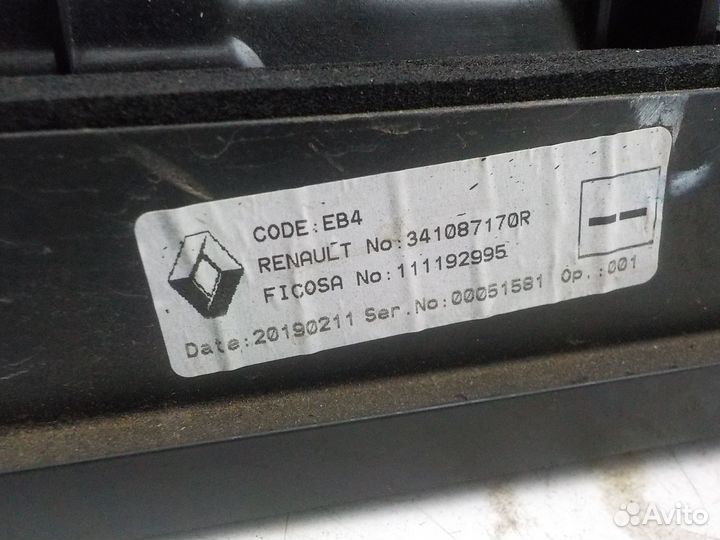 CODE:EB4
RENAULT No:341087170R
FICOSA No:111192995
Date:20190211 Ser.No:00051581 Op.:001
Avito